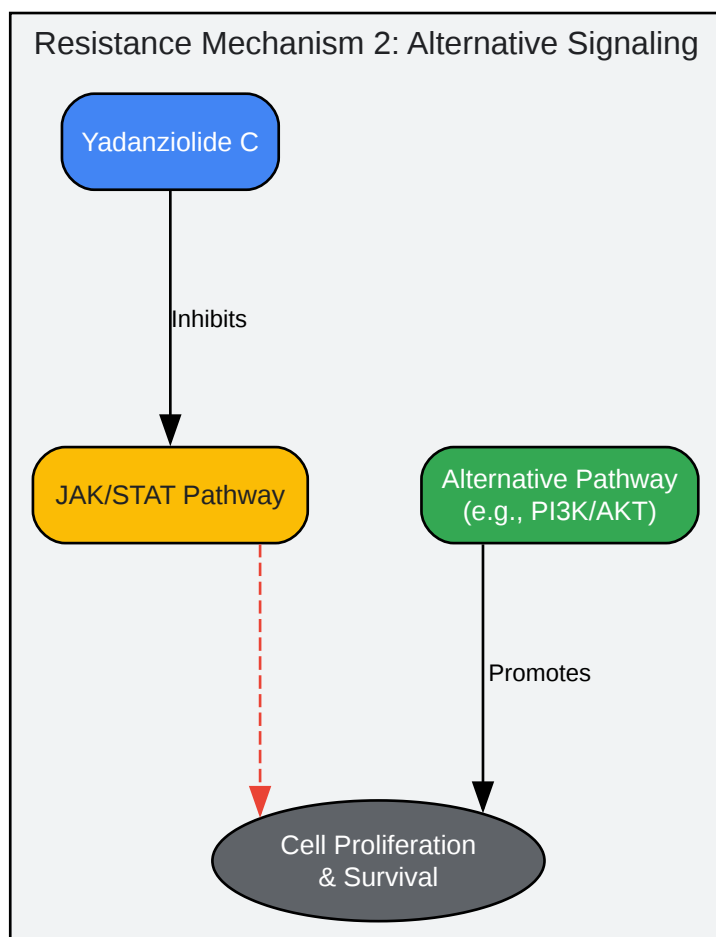 Resistance Mechanism 2: Alternative Signaling
Yadanziolide C
Inhibits
JAK/STAT Pathway
Alternative Pathway
(e.g., PI3K/AKT)
Promotes
Cell Proliferation
& Survival